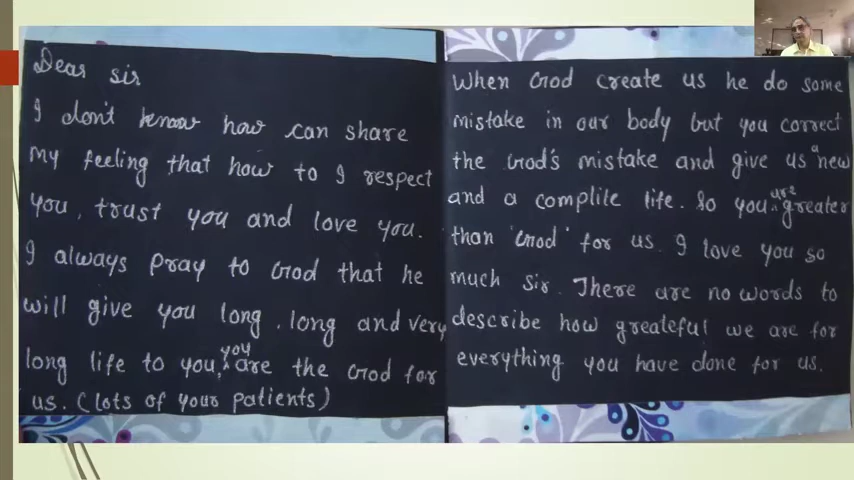 Dear sir
I don't know how can share
my feeling that how to I respect
you, trust you and love you.
I always pray to God that he
will give you long, long and very
long life to you, you are the God for
us. (lots of your patients)
When God create us he do some
mistake in our body but you correct
the God's mistake and give us a new
and a complite life. So you are greater
than 'God' for us. I love you so
much sir. There are no words to
describe how greateful we are for
everything you have done for us.